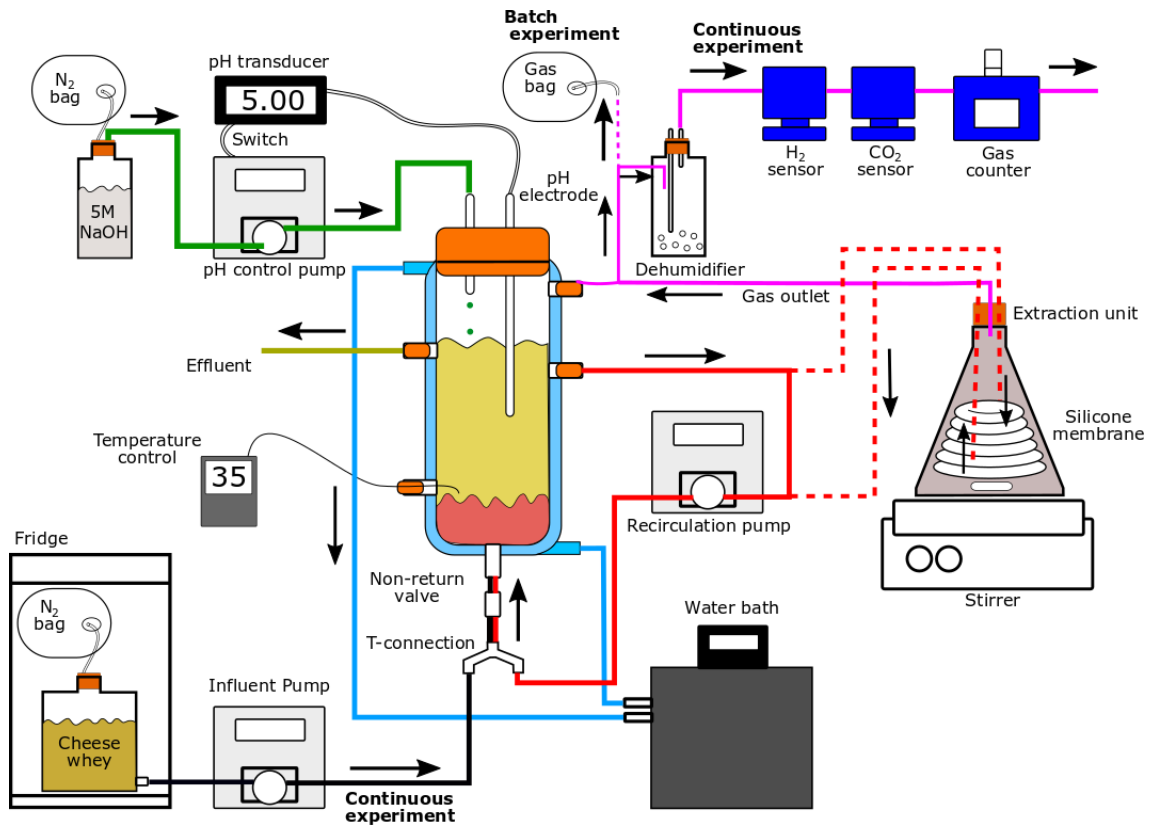 Batch
experiment
Continuous
experiment
N₂
bag
pH transducer
5.00
Switch
Gas
bag
H₂
sensor
CO₂
sensor
Gas
counter
5M
NaOH
pH
electrode
pH control pump
Dehumidifier
Gas outlet
Extraction unit
Effluent
Temperature
control
35
Silicone
membrane
Recirculation pump
Fridge
Non-return
valve
Stirrer
N₂
bag
Water bath
T-connection
Influent Pump
Cheese
whey
Continuous
experiment